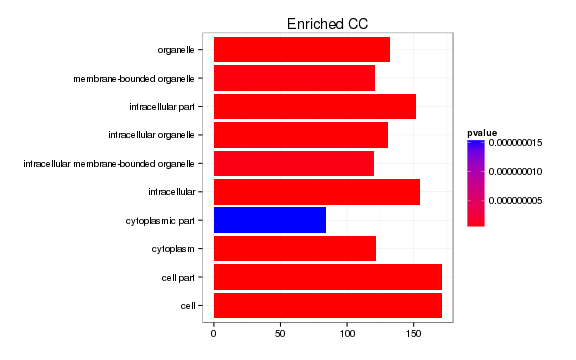 Enriched CC
organelle
membrane-bounded organelle
intracellular part
intracellular organelle
intracellular membrane-bounded organelle
intracellular
cytoplasmic part
cytoplasm
cell part
cell
0 50 100 150
pvalue
0.000000015
0.000000010
0.000000005